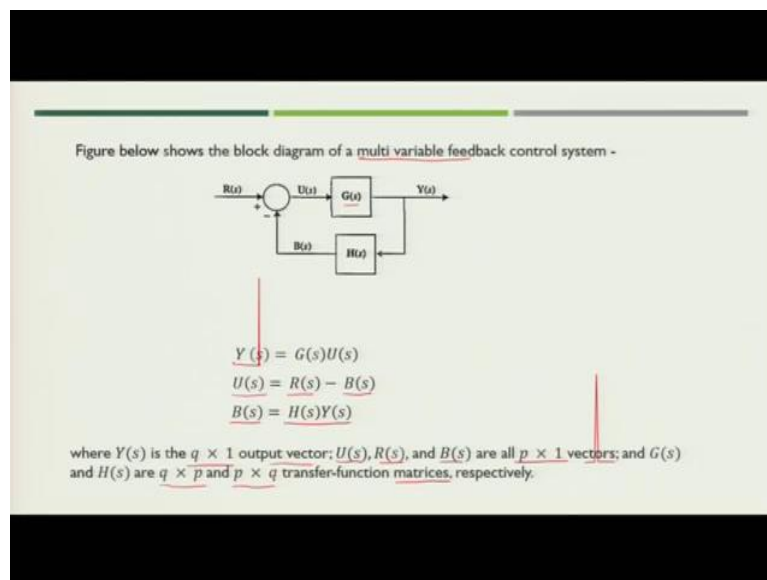 Figure below shows the block diagram of a multi variable feedback control system -
R(s) U(s) G(s) Y(s)
+
−
B(s) H(s)
Y(s) = G(s)U(s)
U(s) = R(s) − B(s)
B(s) = H(s)Y(s)
where Y(s) is the q × 1 output vector; U(s), R(s), and B(s) are all p × 1 vectors; and G(s)
and H(s) are q × p and p × q transfer-function matrices, respectively.